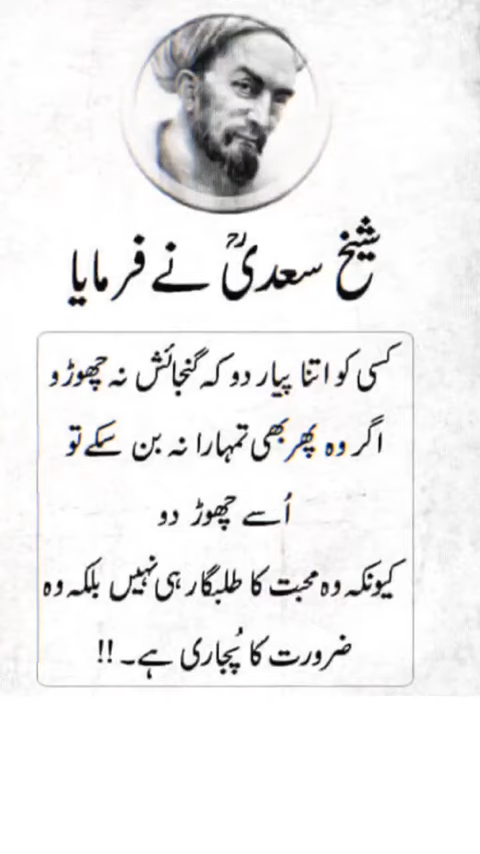 شیخ سعدیؒ نے فرمایا
کسی کو اتنا پیار دو کہ گنجائش نہ چھوڑو
اگر وہ پھر بھی تمہارا نہ بن سکے تو
اُسے چھوڑ دو
کیونکہ وہ محبت کا طلبگار ہی نہیں بلکہ وہ
ضرورت کا پُجاری ہے۔ !!